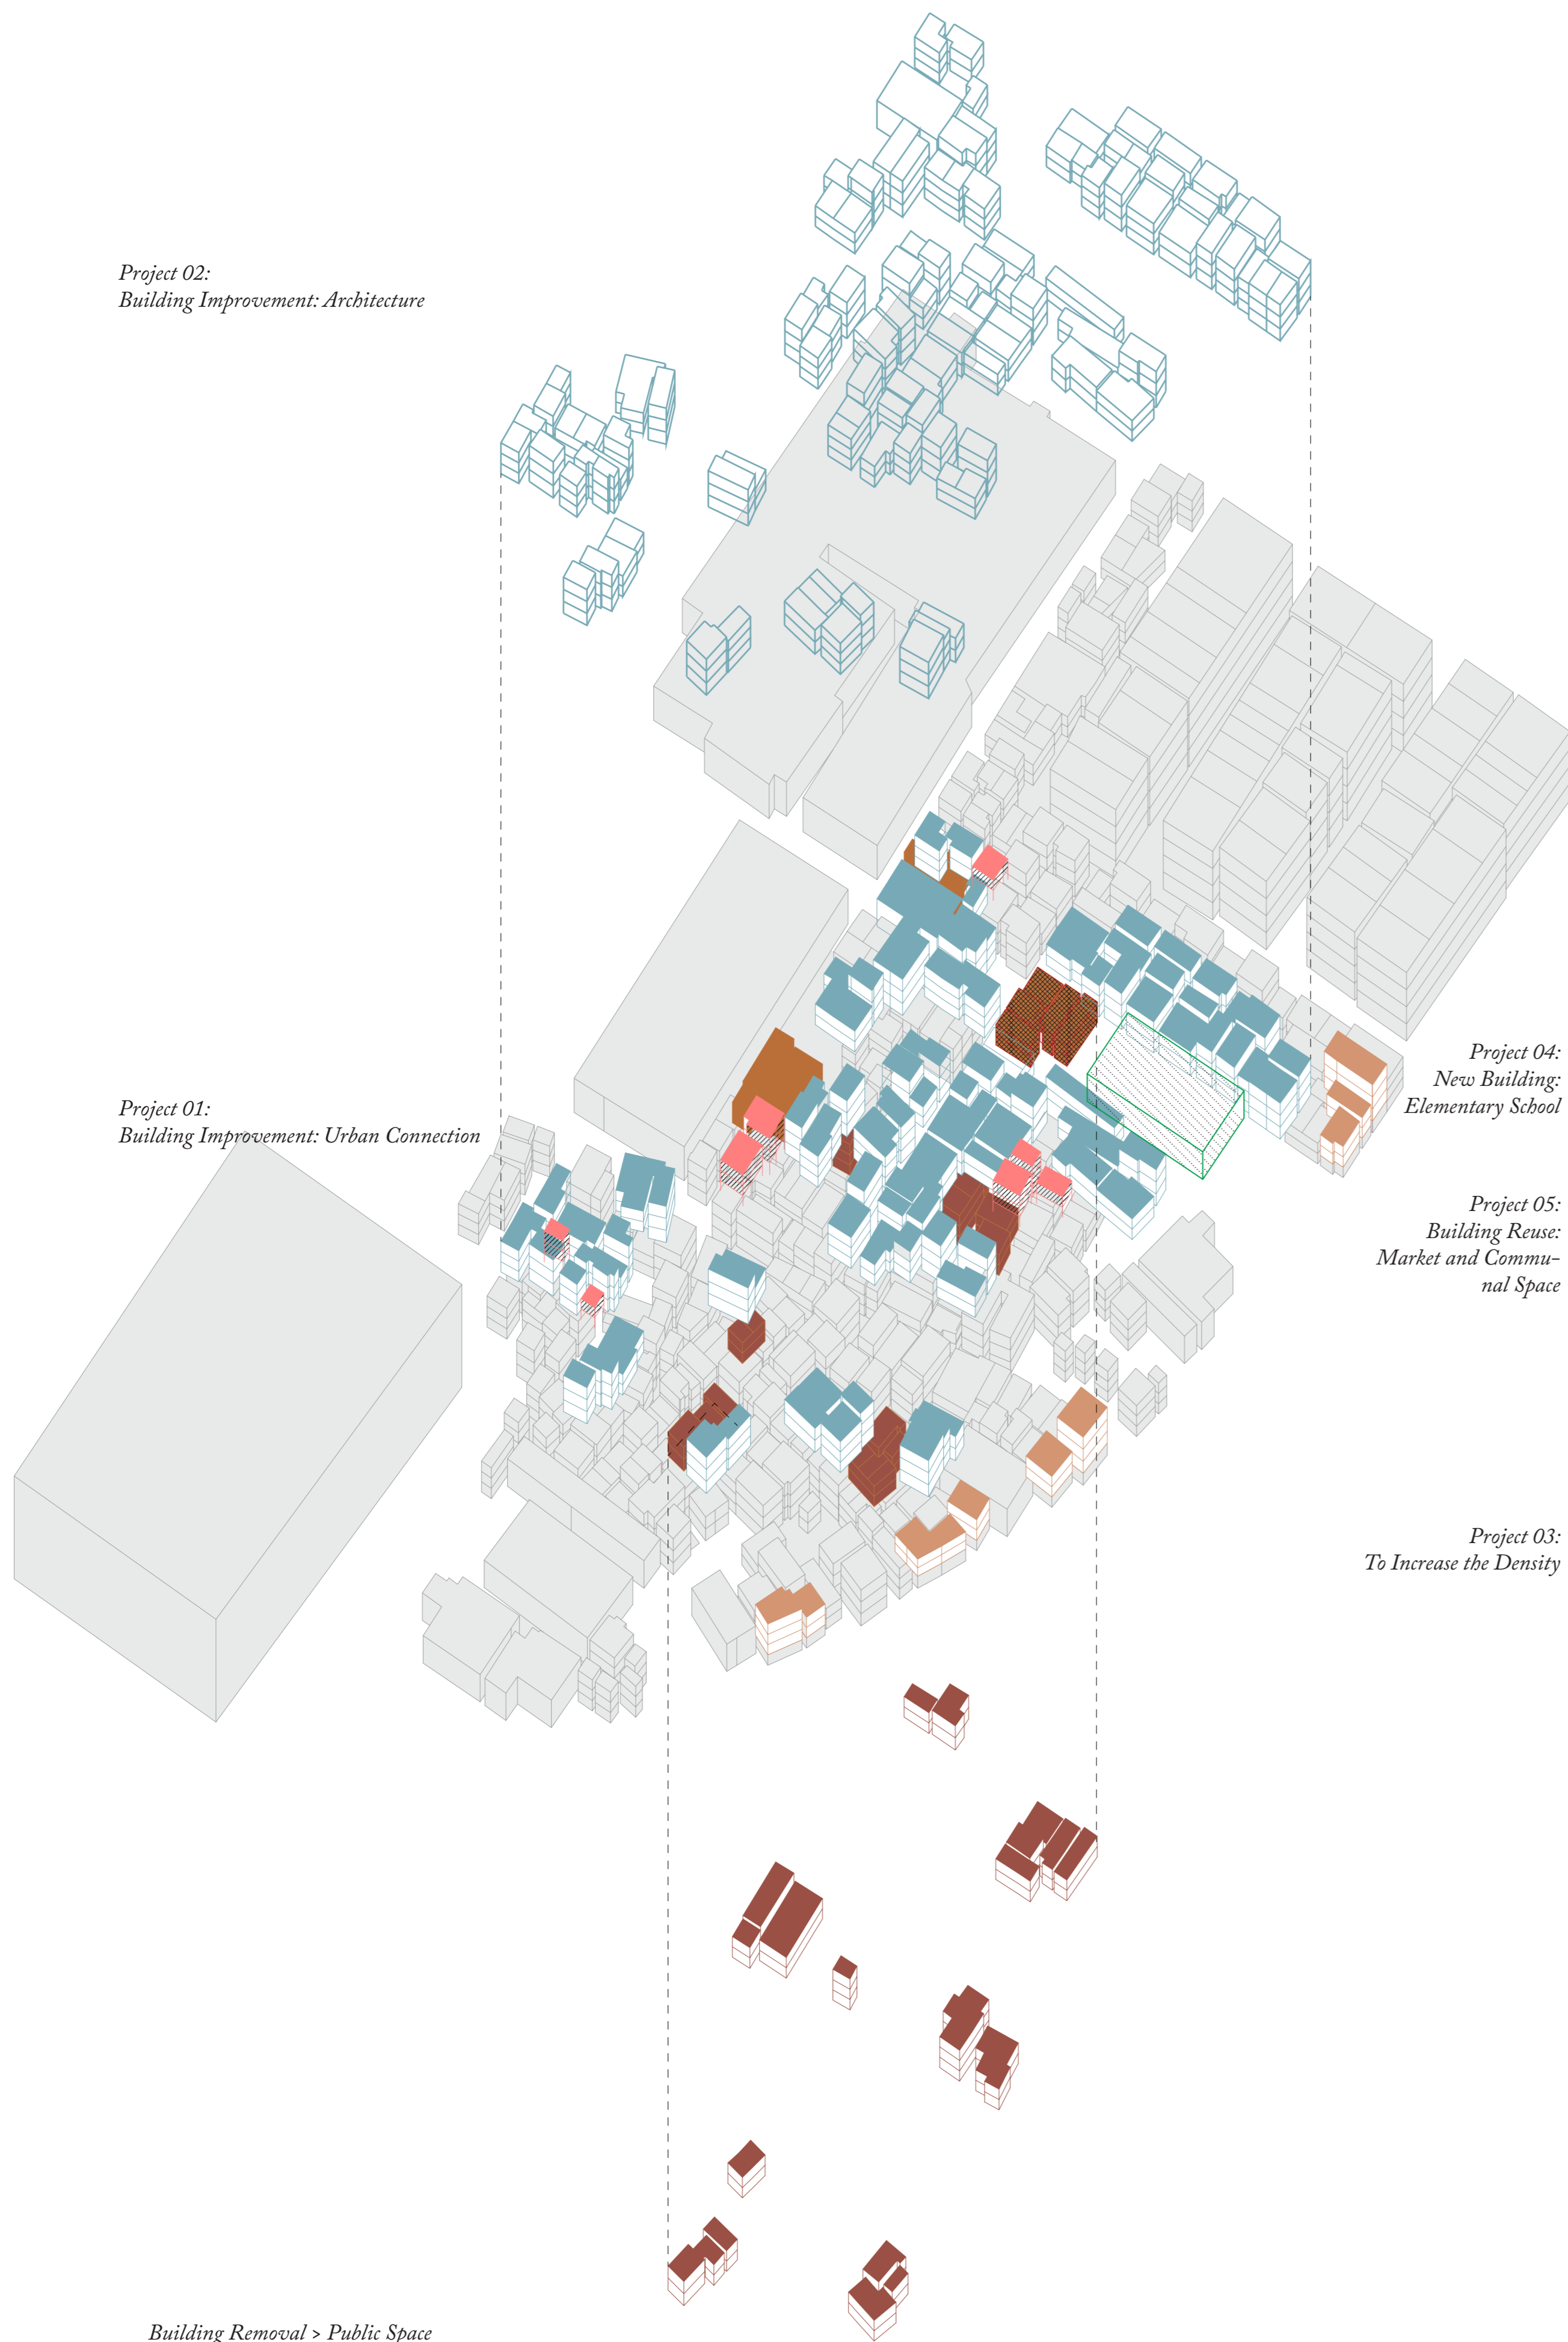 Project 02:
Building Improvement: Architecture
Project 01:
Building Improvement: Urban Connection
Project 04:
New Building:
Elementary School
Project 05:
Building Reuse:
Market and Commu-
nal Space
Project 03:
To Increase the Density
Building Removal > Public Space